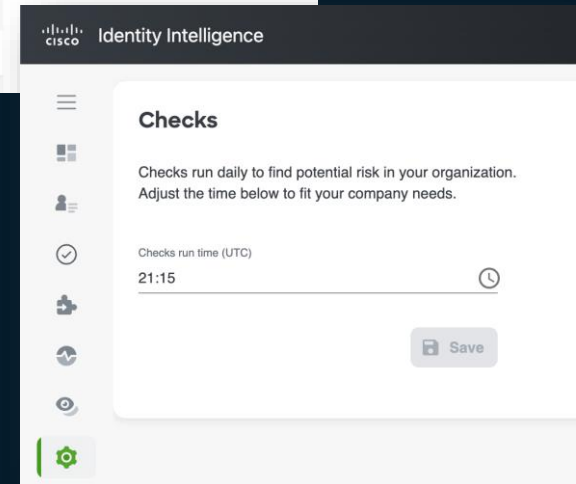 cisco Identity Intelligence
Checks
Checks run daily to find potential risk in your organization.
Adjust the time below to fit your company needs.
Checks run time (UTC)
21:15
Save